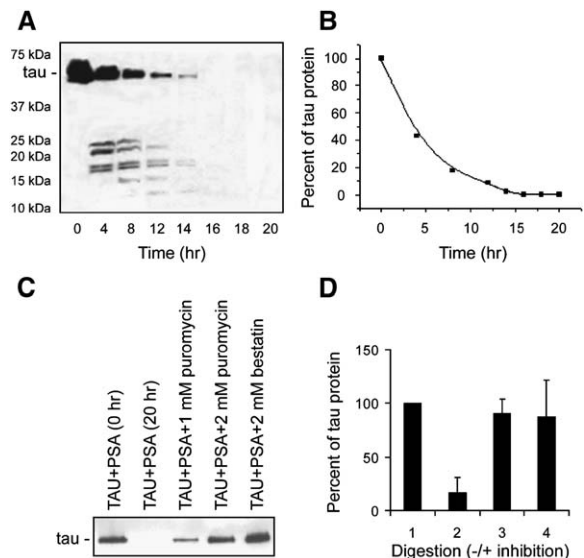 A
75 kDa
tau -
37 kDa
25 kDa
20 kDa
15 kDa
10 kDa
0 4 8 12 14 16 18 20
Time (hr)
B
Percent of tau protein
100
80
60
40
20
0
0 5 10 15 20
Time (hr)
C
TAU+PSA (0 hr)
TAU+PSA (20 hr)
TAU+PSA+1 mM puromycin
TAU+PSA+2 mM puromycin
TAU+PSA+2 mM bestatin
tau -
D
Percent of tau protein
150
100
50
0
1 2 3 4
Digestion (-/+ inhibition)